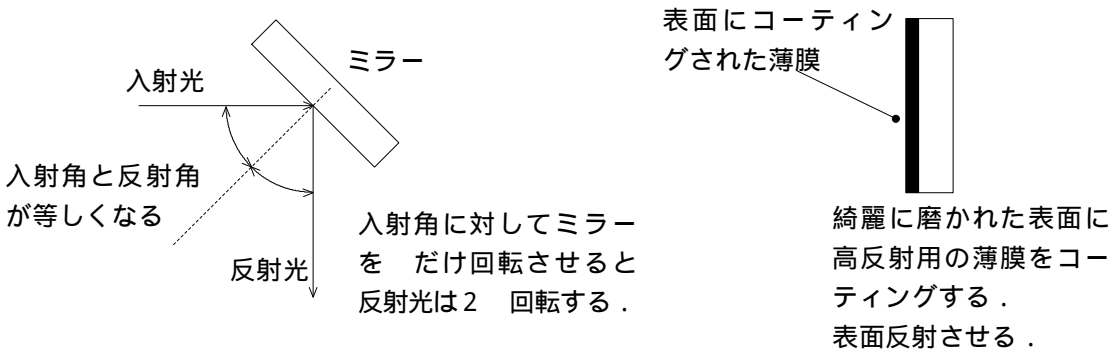 ミラー
入射光
入射角と反射角
が等しくなる
反射光
入射角に対してミラー
を　だけ回転させると
反射光は2　回転する．
表面にコーティン
グされた薄膜
綺麗に磨かれた表面に
高反射用の薄膜をコー
ティングする．
表面反射させる．